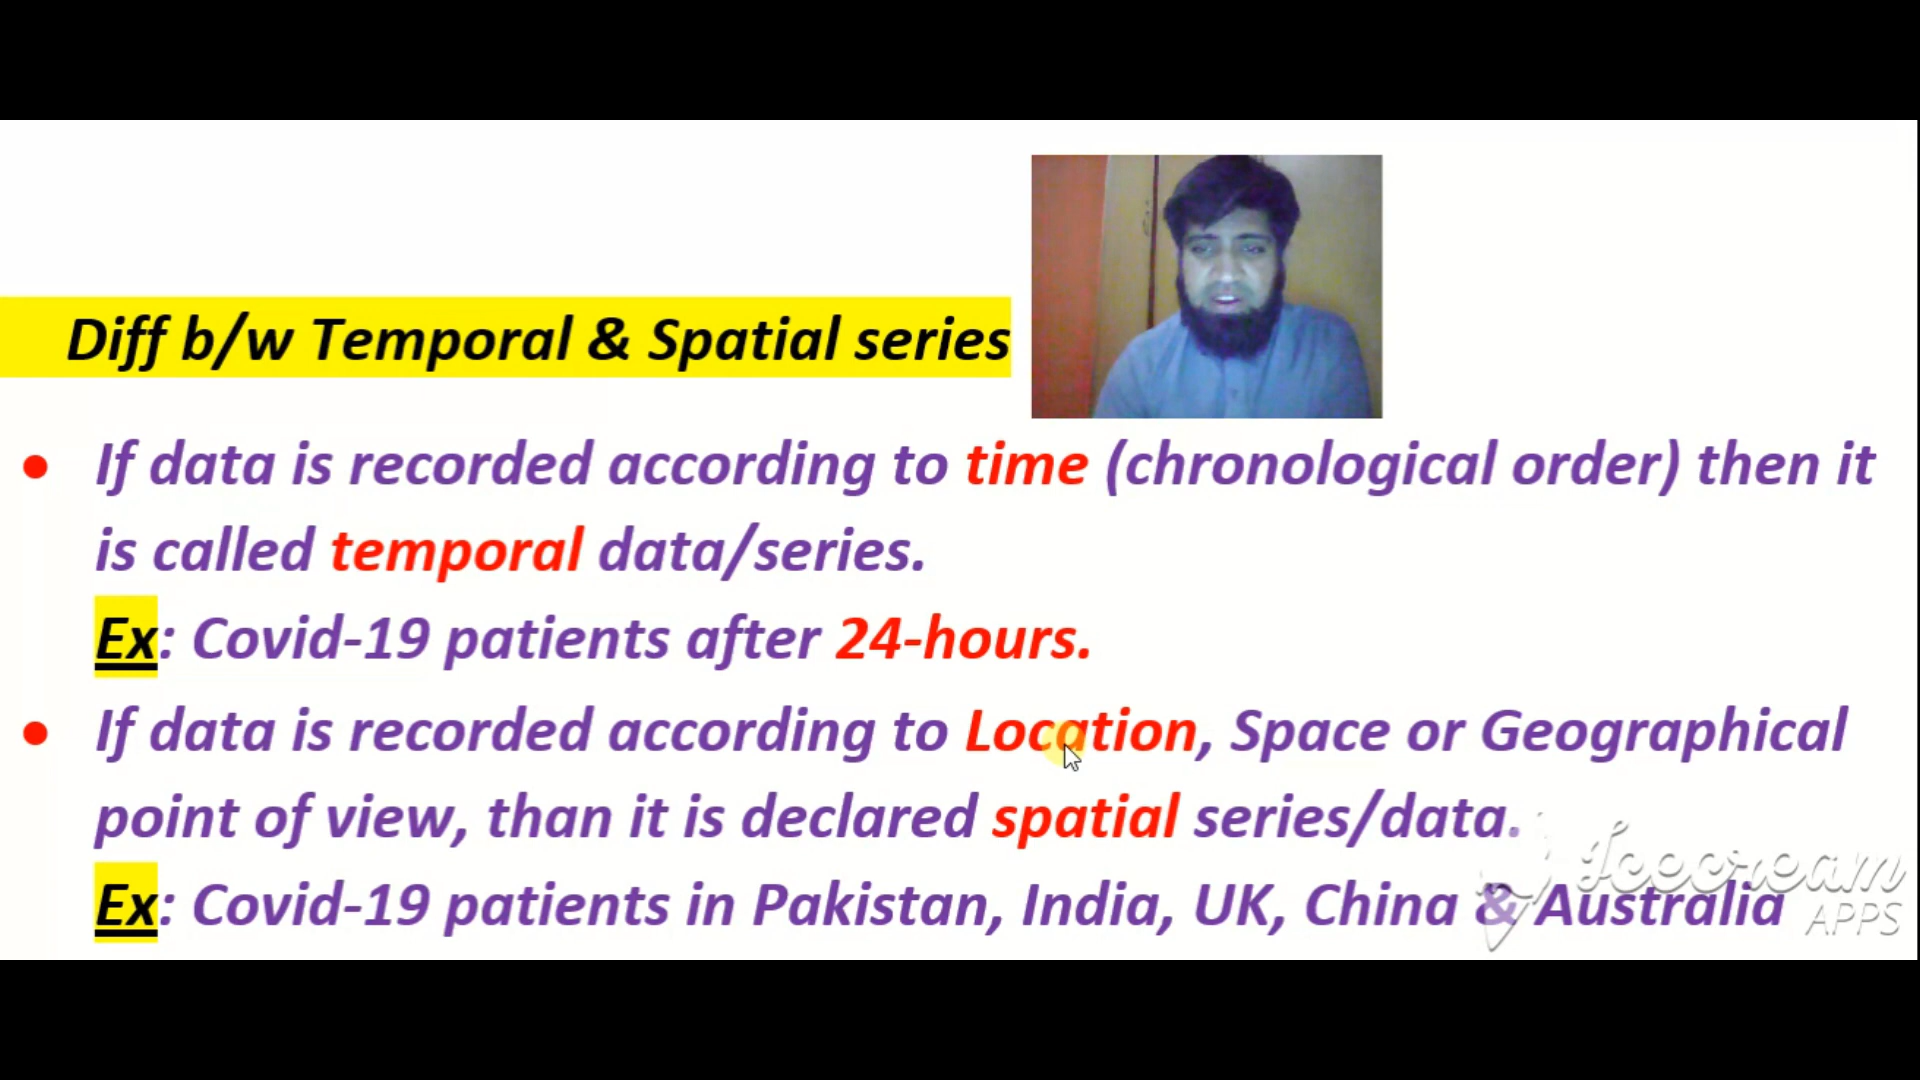 Diff b/w Temporal & Spatial series
• If data is recorded according to time (chronological order) then it
is called temporal data/series.
Ex: Covid-19 patients after 24-hours.
• If data is recorded according to Location, Space or Geographical
point of view, than it is declared spatial series/data.
Ex: Covid-19 patients in Pakistan, India, UK, China & Australia
Icecream
APPS